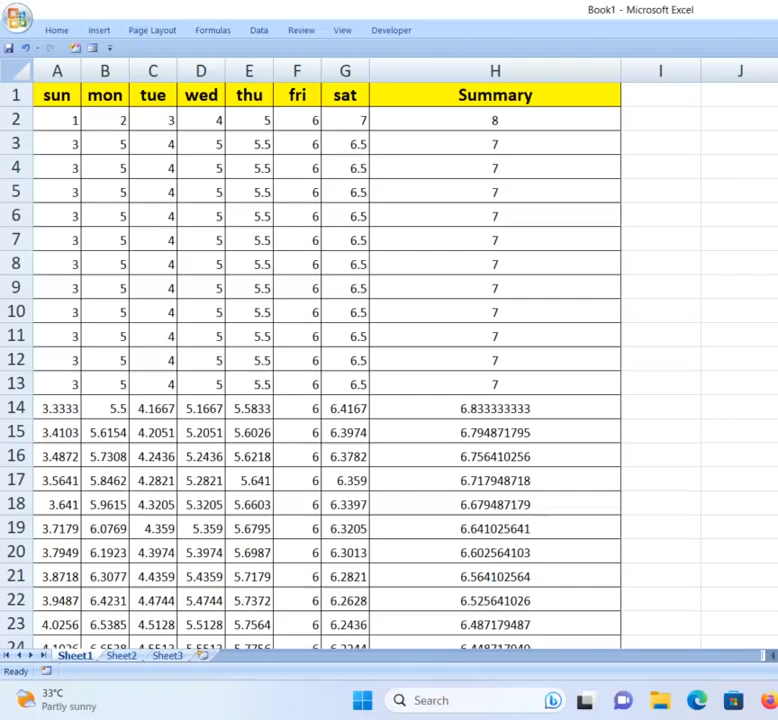 Book1 - Microsoft Excel
Home Insert Page Layout Formulas Data Review View Developer
A B C D E F G H I J
1 sun mon tue wed thu fri sat Summary
2 1 2 3 4 5 6 7 8
3 3 5 4 5 5.5 6 6.5 7
4 3 5 4 5 5.5 6 6.5 7
5 3 5 4 5 5.5 6 6.5 7
6 3 5 4 5 5.5 6 6.5 7
7 3 5 4 5 5.5 6 6.5 7
8 3 5 4 5 5.5 6 6.5 7
9 3 5 4 5 5.5 6 6.5 7
10 3 5 4 5 5.5 6 6.5 7
11 3 5 4 5 5.5 6 6.5 7
12 3 5 4 5 5.5 6 6.5 7
13 3 5 4 5 5.5 6 6.5 7
14 3.3333 5.5 4.1667 5.1667 5.5833 6 6.4167 6.833333333
15 3.4103 5.6154 4.2051 5.2051 5.6026 6 6.3974 6.794871795
16 3.4872 5.7308 4.2436 5.2436 5.6218 6 6.3782 6.756410256
17 3.5641 5.8462 4.2821 5.2821 5.641 6 6.359 6.717948718
18 3.641 5.9615 4.3205 5.3205 5.6603 6 6.3397 6.679487179
19 3.7179 6.0769 4.359 5.359 5.6795 6 6.3205 6.641025641
20 3.7949 6.1923 4.3974 5.3974 5.6987 6 6.3013 6.602564103
21 3.8718 6.3077 4.4359 5.4359 5.7179 6 6.2821 6.564102564
22 3.9487 6.4231 4.4744 5.4744 5.7372 6 6.2628 6.525641026
23 4.0256 6.5385 4.5128 5.5128 5.7564 6 6.2436 6.487179487
24 4.1026 6.6538 4.5513 5.5513 5.7756 6 6.2244 6.448717949
Sheet1 Sheet2 Sheet3
Ready
33°C
Partly sunny
Search